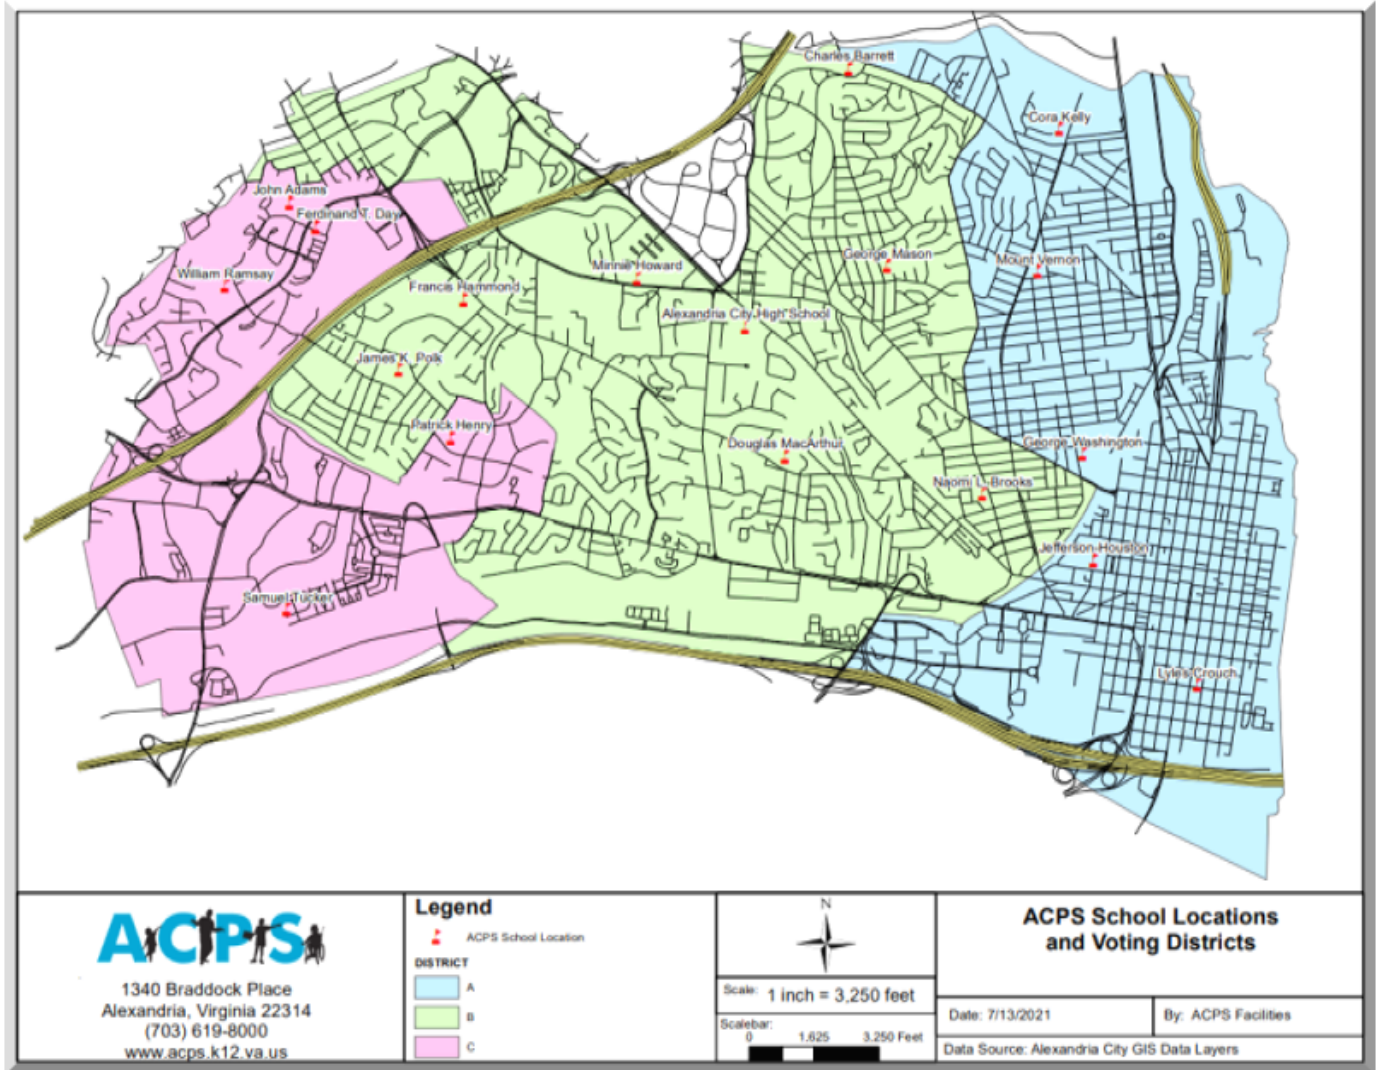 Charles Barrett
Cora Kelly
John Adams
Ferdinand T. Day
George Mason
Mount Vernon
Minnie Howard
William Ramsay
Francis Hammond
Alexandria City High School
James K. Polk
Patrick Henry
Douglas MacArthur
George Washington
Naomi L. Brooks
Jefferson-Houston
Samuel Tucker
Lyles Crouch
ACPS
1340 Braddock Place
Alexandria, Virginia 22314
(703) 619-8000
www.acps.k12.va.us
Legend
ACPS School Location
DISTRICT
A
B
C
N
Scale: 1 inch = 3,250 feet
Scalebar:
0 1,625 3,250 Feet
ACPS School Locations
and Voting Districts
Date: 7/13/2021
By: ACPS Facilities
Data Source: Alexandria City GIS Data Layers